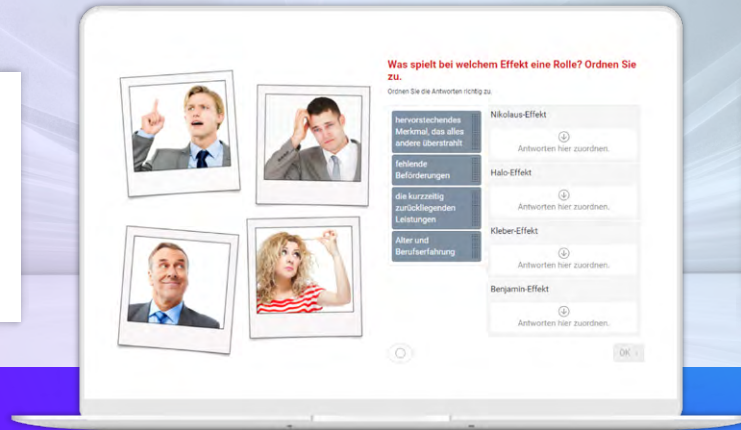 Was spielt bei welchem Effekt eine Rolle? Ordnen Sie
zu.
Ordnen Sie die Antworten richtig zu.
hervorstechendes
Merkmal, das alles
andere überstrahlt
fehlende
Beförderungen
die kurzzeitig
zurückliegenden
Leistungen
Alter und
Berufserfahrung
Nikolaus-Effekt
Antworten hier zuordnen.
Halo-Effekt
Antworten hier zuordnen.
Kleber-Effekt
Antworten hier zuordnen.
Benjamin-Effekt
Antworten hier zuordnen.
OK